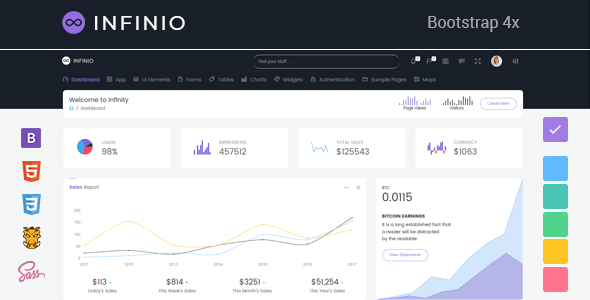 INFINIO
Bootstrap 4x
INFINIO
Find your stuff...
Dashboard App UI Elements Forms Tables Charts Widgets Authentication Sample Pages Maps
Welcome to Infinity
/ Dashboard
Page Views
Visitors
Create New
USAGE
98%
IMPRESSIONS
457512
TOTAL SALES
$125543
CURRENCY
$1063
Sales Report
200
150
100
50
0
2011 2012 2013 2014 2015 2016 2017
$113
Today's Sales
$814
This Week's Sales
$3251
This Month's Sales
$51,254
This Year's Sales
BTC
0.0115
BITCOIN EARNINGS
It is a long established fact that
a reader will be distracted
by the readable
View Statements
B
5
3
Sass